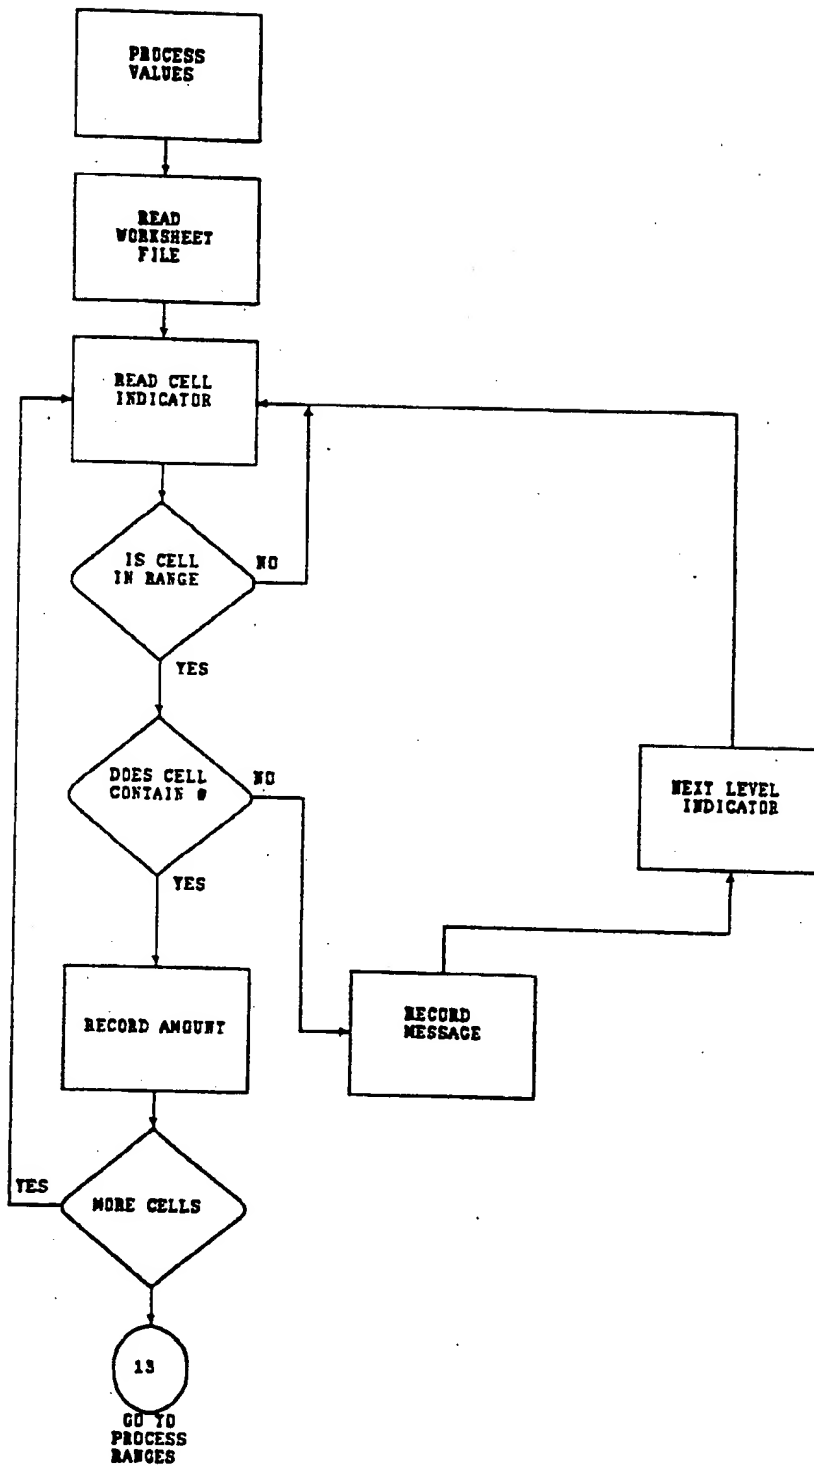 PROCESS
VALUES
READ
WORKSHEET
FILE
READ CELL
INDICATOR
IS CELL
IN RANGE
NO
YES
DOES CELL
CONTAIN #
NO
YES
NEXT LEVEL
INDICATOR
RECORD AMOUNT
RECORD
MESSAGE
YES
MORE CELLS
13
GO TO
PROCESS
RANGES